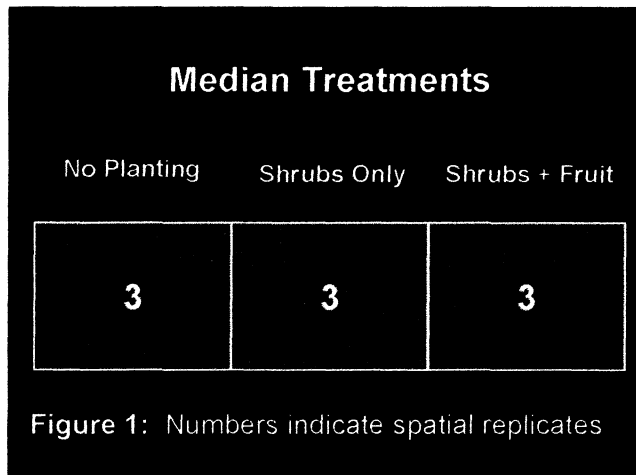 Median Treatments
No Planting Shrubs Only Shrubs + Fruit
3 3 3
Figure 1: Numbers indicate spatial replicates